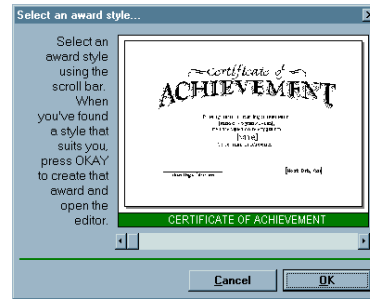 Select an award style...
Select an
award style
using the
scroll bar.
When
you've found
a style that
suits you,
press OKAY
to create that
award and
open the
editor.
Certificate of
ACHIEVEMENT
[Name]
CERTIFICATE OF ACHIEVEMENT
Cancel
OK